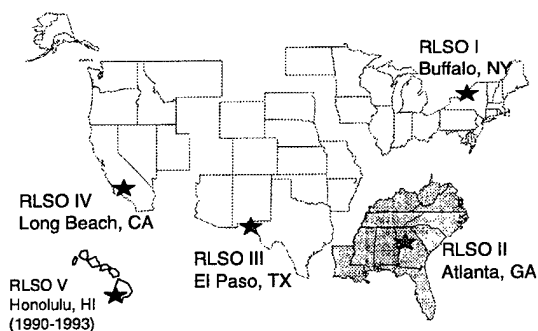 RLSO I
Buffalo, NY
RLSO IV
Long Beach, CA
RLSO III
El Paso, TX
RLSO II
Atlanta, GA
RLSO V
Honolulu, HI
(1990-1993)